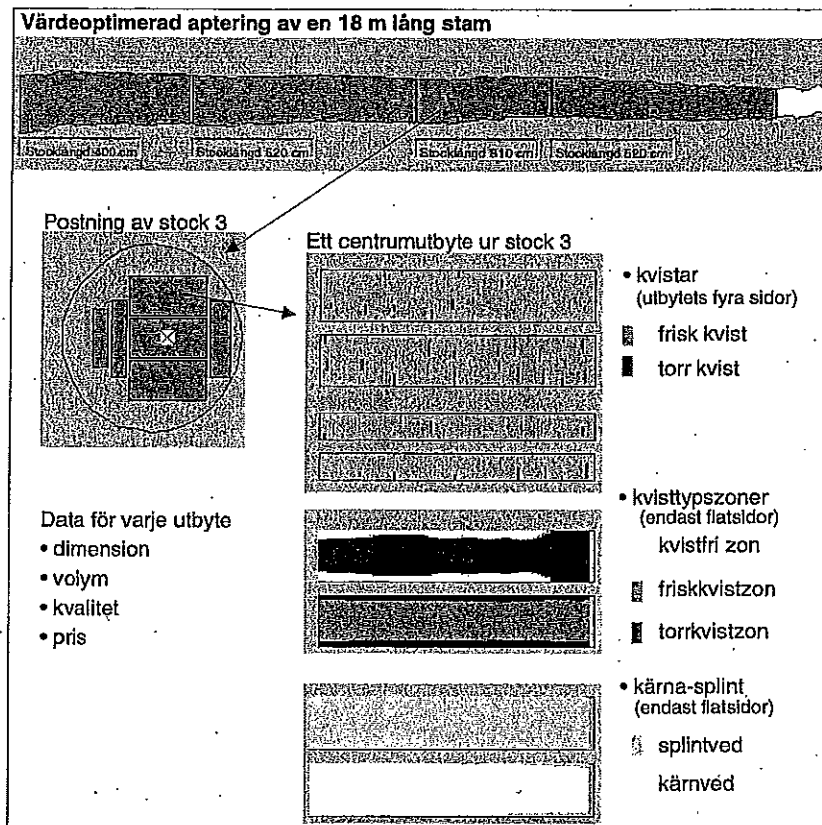 Värdeoptimerad aptering av en 18 m lång stam
Stocklängd 400 cm
Stocklängd 520 cm
Stocklängd 310 cm
Stocklängd 520 cm
Postning av stock 3
Ett centrumutbyte ur stock 3
• kvistar
(utbytets fyra sidor)
frisk kvist
torr kvist
Data för varje utbyte
• dimension
• volym
• kvalitet
• pris
• kvisttypszoner
(endast flatsidor)
kvistfri zon
friskkvistzon
torrkvistzon
• kärna-splint
(endast flatsidor)
splintved
kärnved